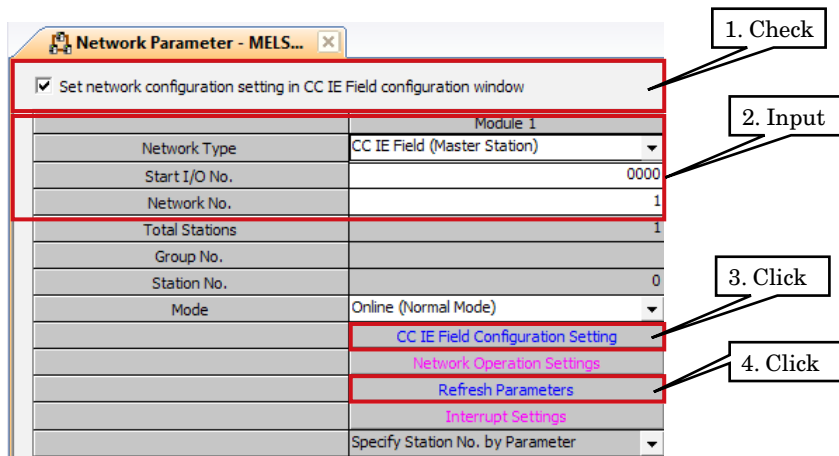 1. Check
Network Parameter - MELS...
Set network configuration setting in CC IE Field configuration window
2. Input
Module 1
Network Type CC IE Field (Master Station)
Start I/O No. 0000
Network No. 1
Total Stations 1
Group No.
Station No. 0
3. Click
Mode Online (Normal Mode)
CC IE Field Configuration Setting
Network Operation Settings
4. Click
Refresh Parameters
Interrupt Settings
Specify Station No. by Parameter